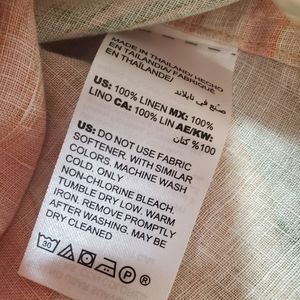 MADE IN THAILAND/ HECHO
EN TAILANDIA/ FABRIQUE
EN THAÏLANDE/
صنع في تايلاند
US: 100% LINEN MX: 100%
LINO CA: 100% LIN AE/KW:
100% كتان
US: DO NOT USE FABRIC
SOFTENER. WITH SIMILAR
COLORS. MACHINE WASH
COLD. ONLY
NON-CHLORINE BLEACH.
TUMBLE DRY LOW. WARM
IRON. REMOVE PROMPTLY
AFTER WASHING. MAY BE
DRY CLEANED
30 P